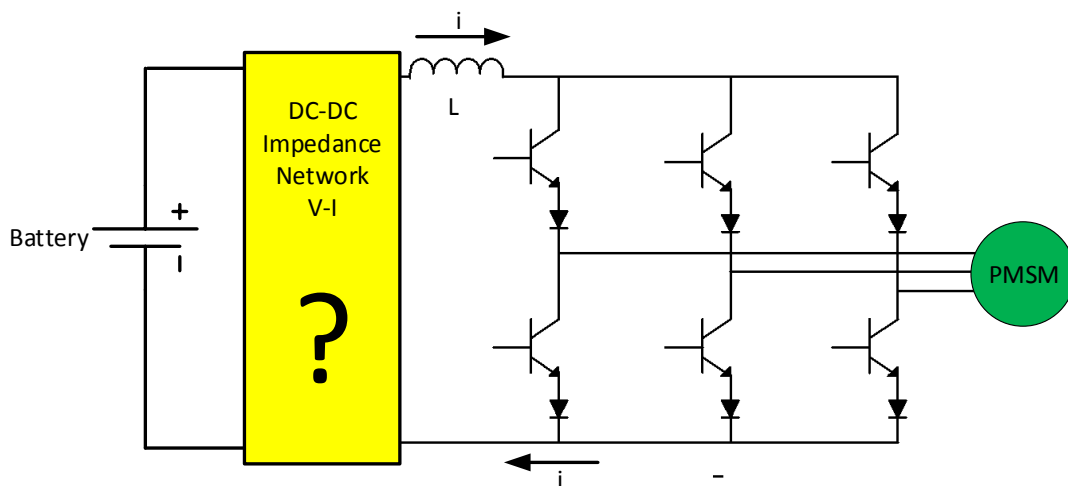 i
L
DC-DC
Impedance
Network
V-I
?
Battery
+
PMSM
i
-